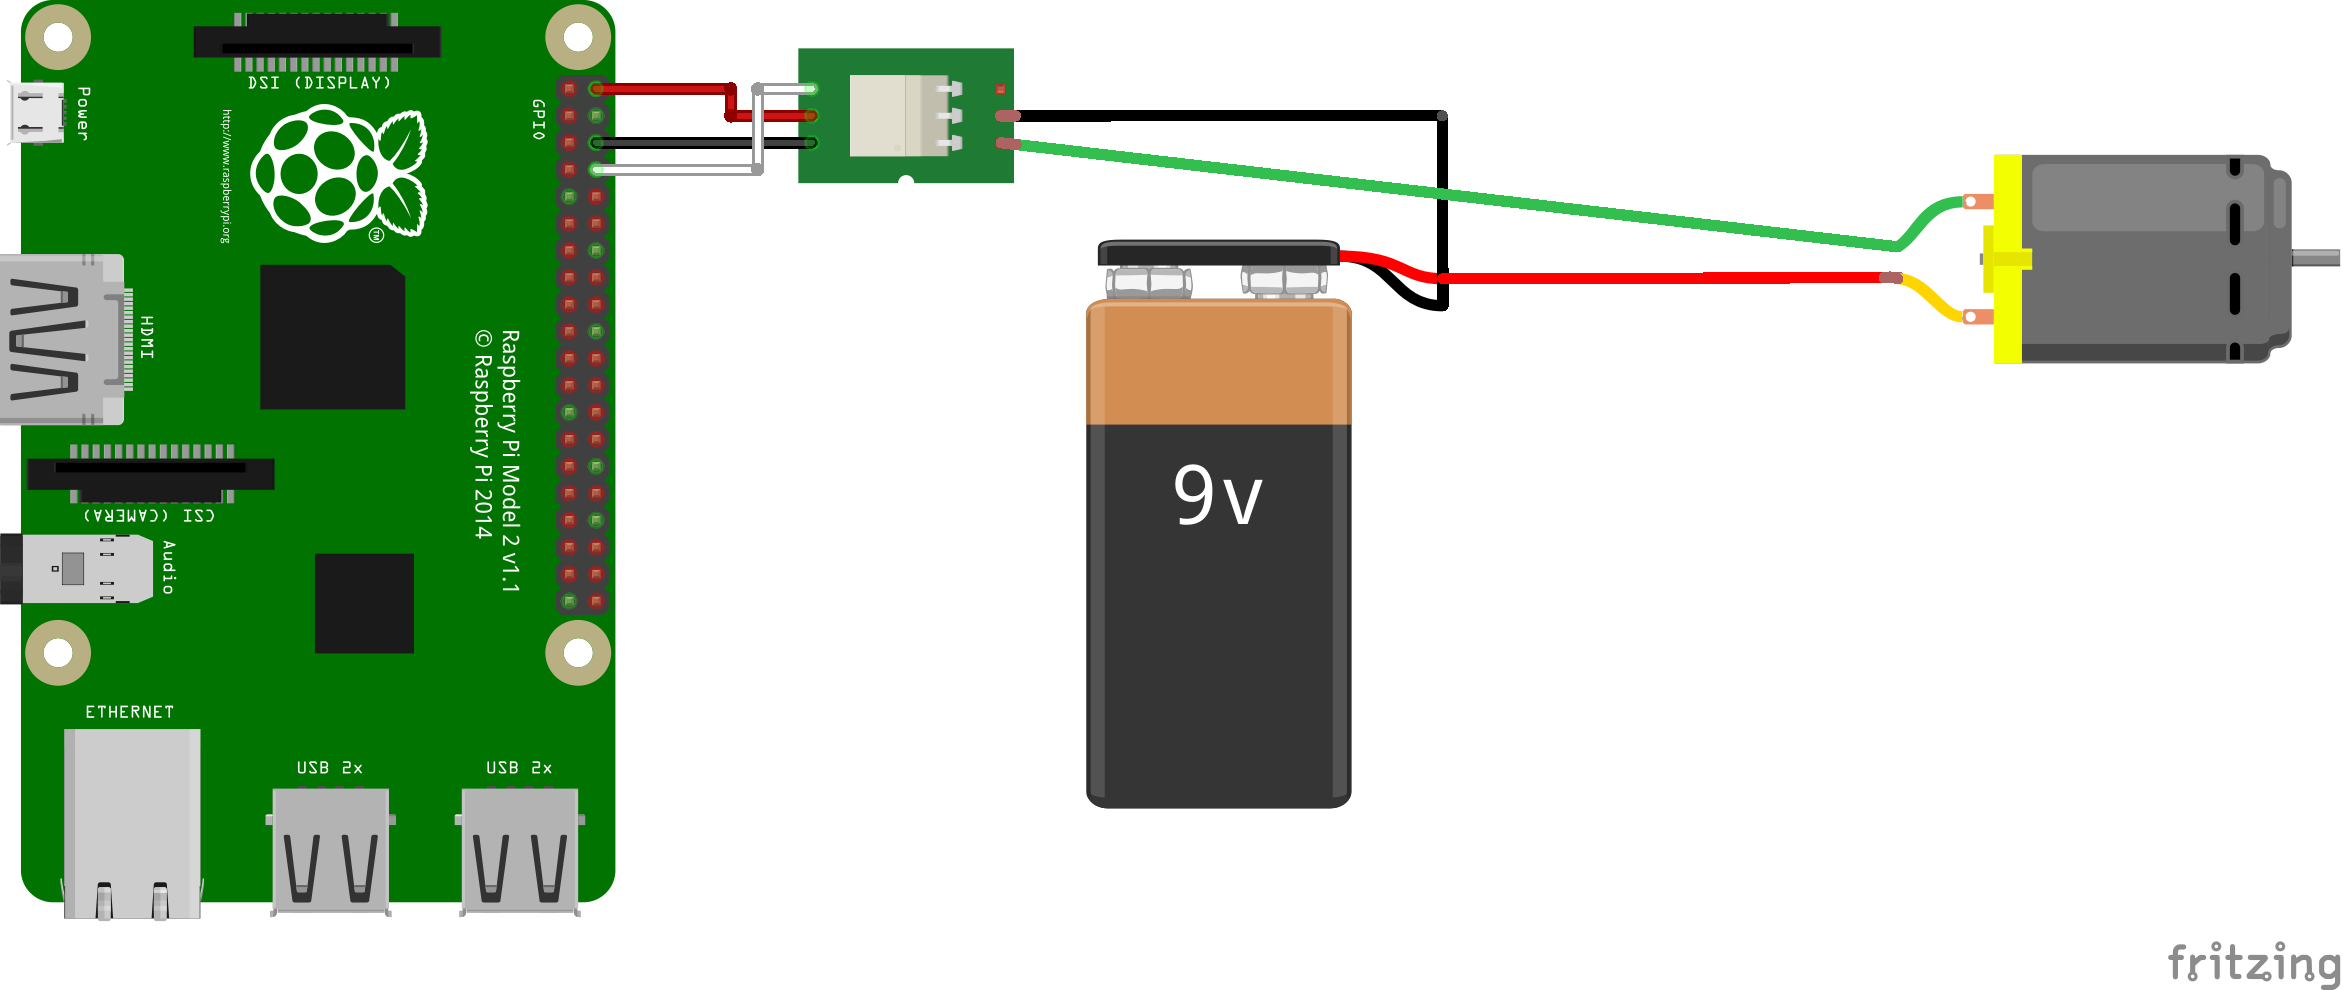 DSI (DISPLAY)
Power
http://www.raspberrypi.org
TM
GPIO
HDMI
Raspberry Pi Model 2 v1.1
© Raspberry Pi 2014
CSI (CAMERA)
Audio
ETHERNET
USB 2x
USB 2x
9v
fritzing